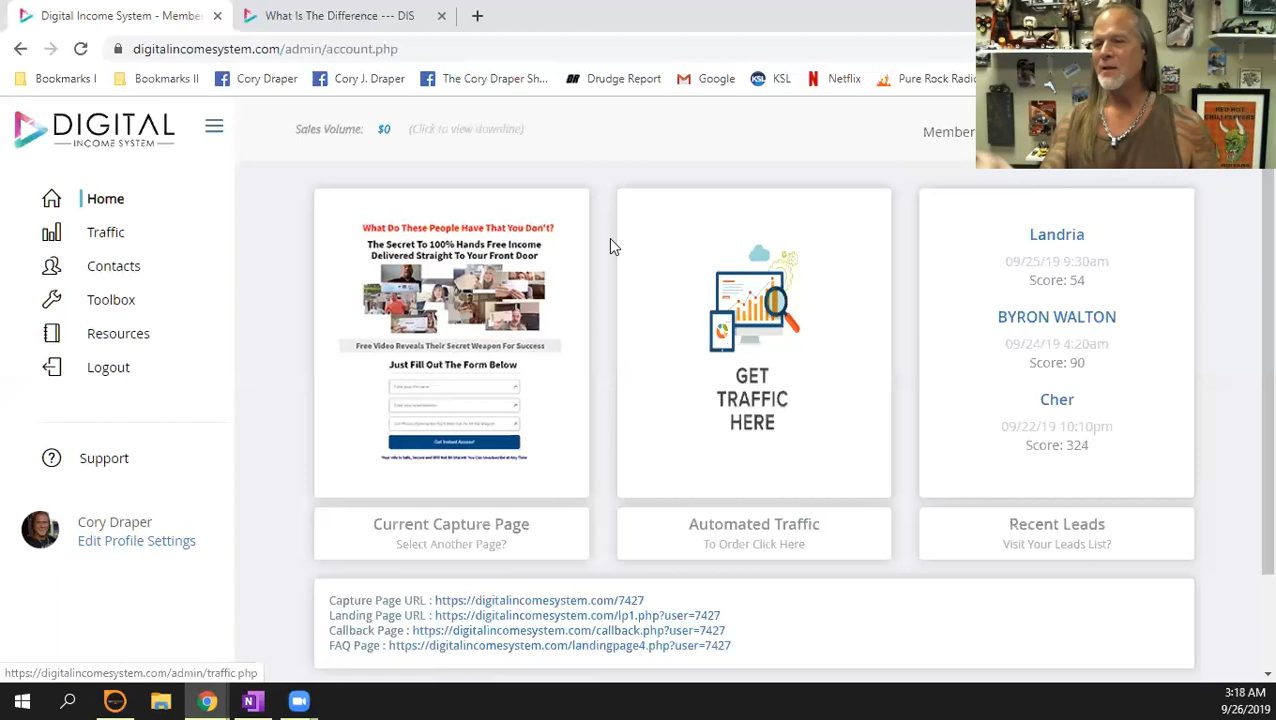 Digital Income System - Membe
What Is The Difference --- DIS
digitalincomesystem.com/admin/account.php
Bookmarks I
Bookmarks II
Cory Draper
Cory J. Draper
The Cory Draper Sh...
Drudge Report
Google
KSL
KSL
Netflix
Pure Rock Radio
RED HOT
CHILI PEPPERS
DIGITAL
INCOME SYSTEM
Sales Volume: $0 (Click to view downline)
Member
Home
Traffic
Contacts
Toolbox
Resources
Logout
Support
Cory Draper
Edit Profile Settings
What Do These People Have That You Don't?
The Secret To 100% Hands Free Income
Delivered Straight To Your Front Door
Free Video Reveals Their Secret Weapon For Success
Just Fill Out The Form Below
Get Instant Access!
GET
TRAFFIC
HERE
Landria
09/25/19 9:30am
Score: 54
BYRON WALTON
09/24/19 4:20am
Score: 90
Cher
09/22/19 10:10pm
Score: 324
Current Capture Page
Select Another Page?
Automated Traffic
To Order Click Here
Recent Leads
Visit Your Leads List?
Capture Page URL : https://digitalincomesystem.com/7427
Landing Page URL : https://digitalincomesystem.com/lp1.php?user=7427
Callback Page : https://digitalincomesystem.com/callback.php?user=7427
FAQ Page : https://digitalincomesystem.com/landingpage4.php?user=7427
https://digitalincomesystem.com/admin/traffic.php
3:18 AM
9/26/2019